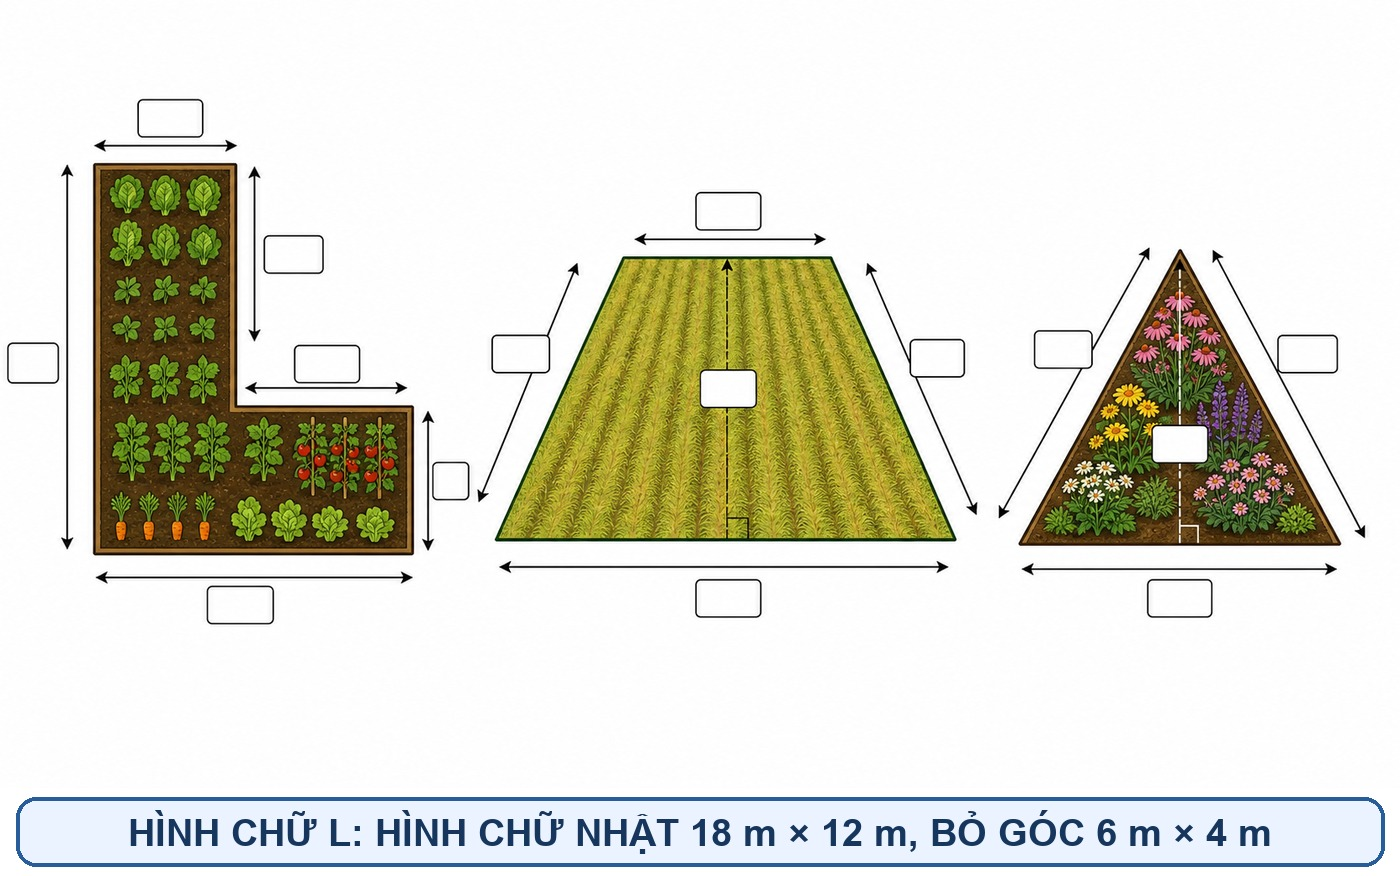 HÌNH CHỮ L: HÌNH CHỮ NHẬT 18 m × 12 m, BỎ GÓC 6 m × 4 m